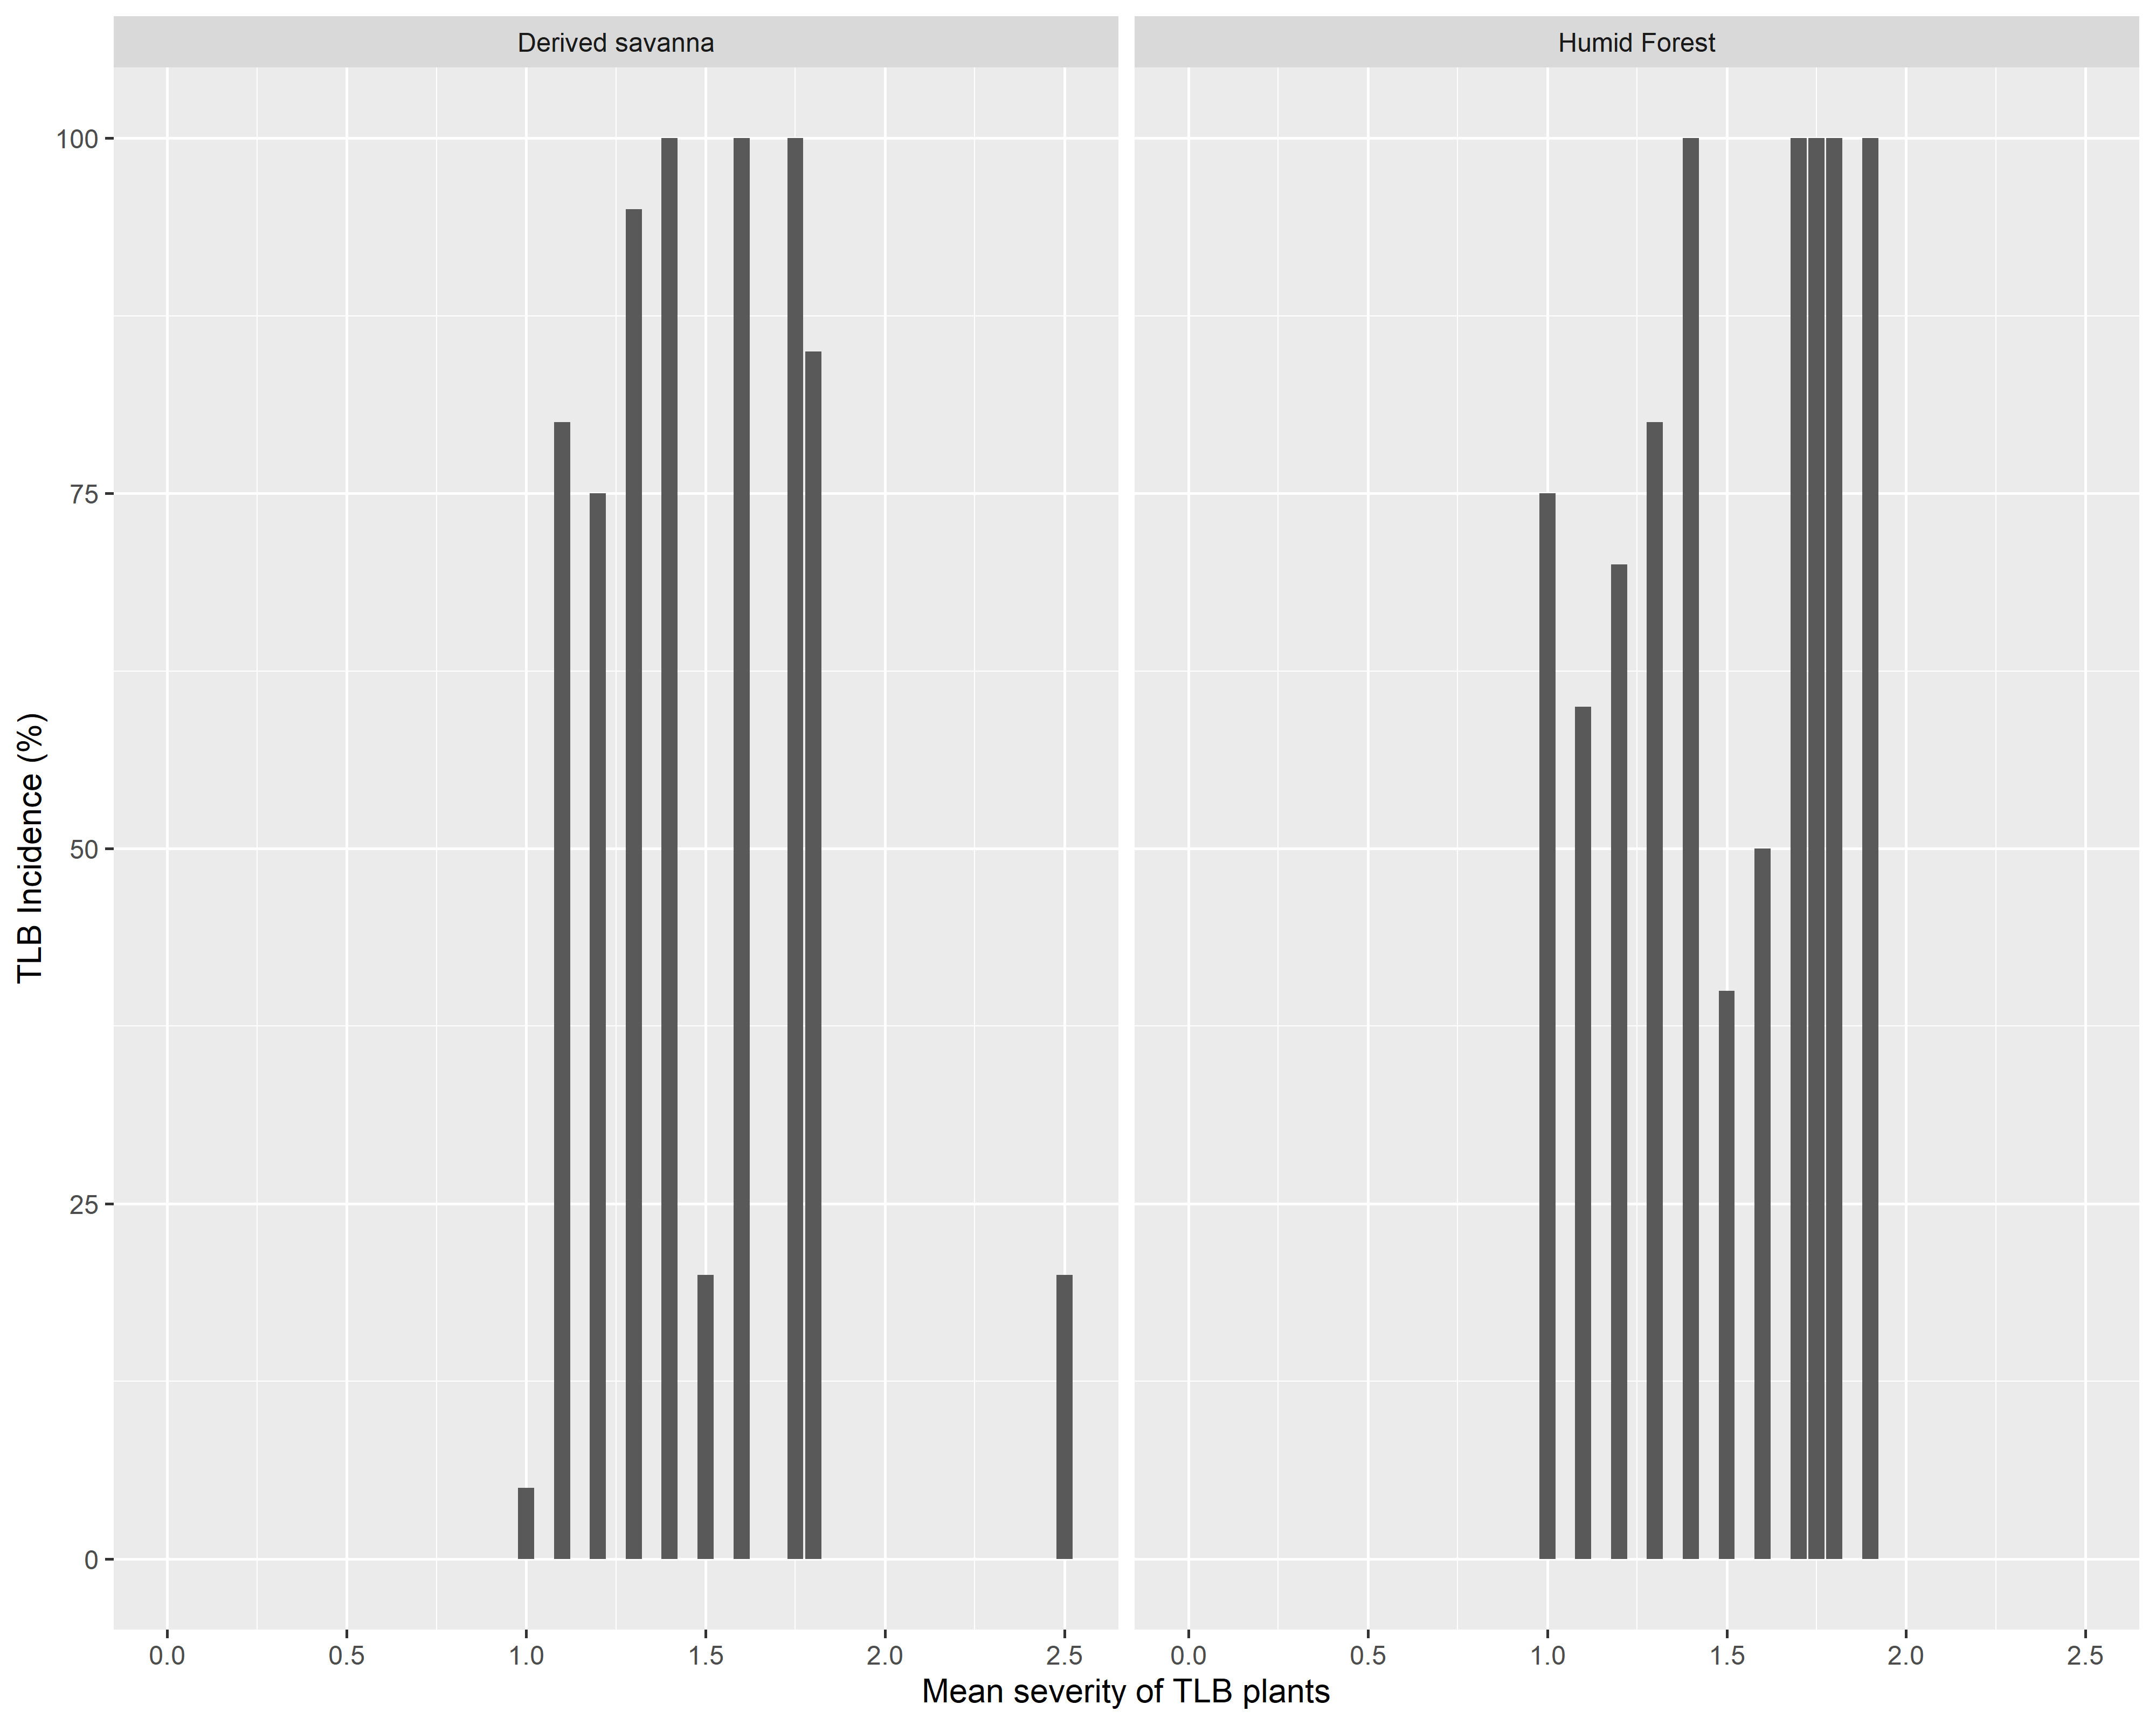 Derived savanna
Humid Forest
TLB Incidence (%)
100
75
50
25
0
0.0 0.5 1.0 1.5 2.0 2.5
0.0 0.5 1.0 1.5 2.0 2.5
Mean severity of TLB plants